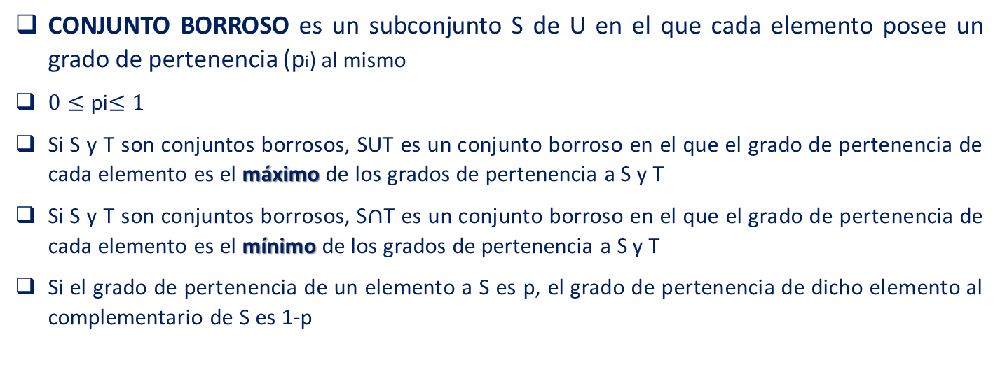 ❑ CONJUNTO BORROSO es un subconjunto S de U en el que cada elemento posee un
grado de pertenencia (pi) al mismo
❑ 0 ≤ pi≤ 1
❑ Si S y T son conjuntos borrosos, SUT es un conjunto borroso en el que el grado de pertenencia de
cada elemento es el máximo de los grados de pertenencia a S y T
❑ Si S y T son conjuntos borrosos, S∩T es un conjunto borroso en el que el grado de pertenencia de
cada elemento es el mínimo de los grados de pertenencia a S y T
❑ Si el grado de pertenencia de un elemento a S es p, el grado de pertenencia de dicho elemento al
complementario de S es 1-p